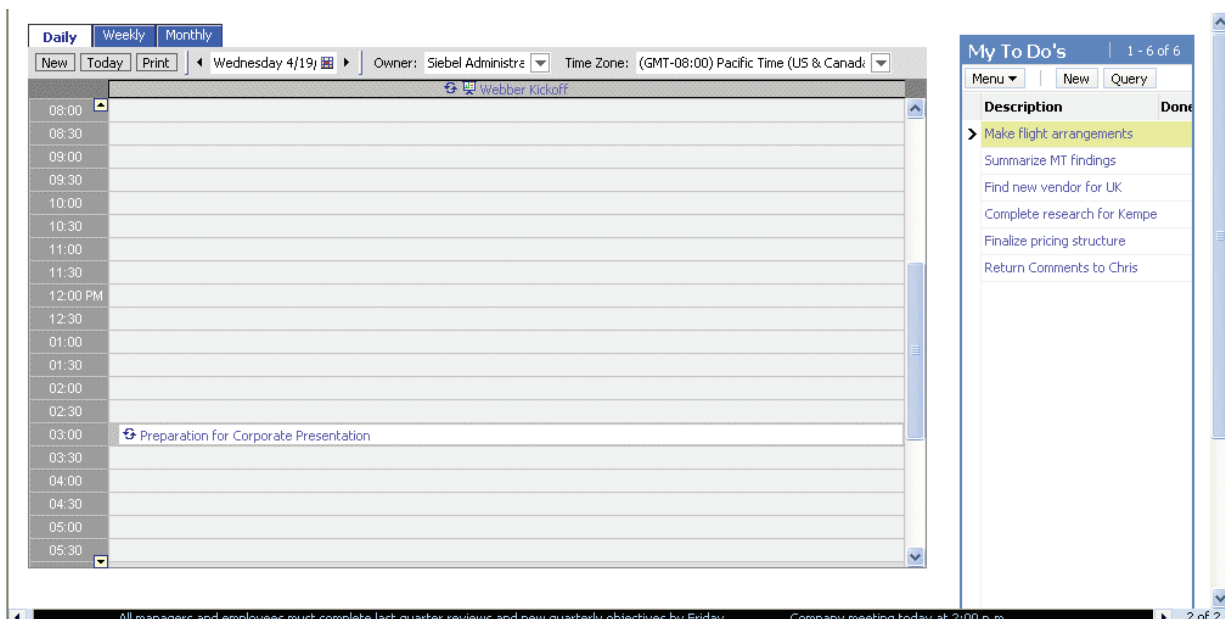 Daily Weekly Monthly
New Today Print Wednesday 4/19/ Owner: Siebel Administra Time Zone: (GMT-08:00) Pacific Time (US & Canada
Webber Kickoff
08:00
08:30
09:00
09:30
10:00
10:30
11:00
11:30
12:00 PM
12:30
01:00
01:30
02:00
02:30
03:00 Preparation for Corporate Presentation
03:30
04:00
04:30
05:00
05:30
My To Do's 1 - 6 of 6
Menu New Query
Description Done
Make flight arrangements
Summarize MT findings
Find new vendor for UK
Complete research for Kempe
Finalize pricing structure
Return Comments to Chris
All managers and employees must complete last quarter reviews and new quarterly objectives by Friday Company meeting today at 2:00 p.m. 2 of 2